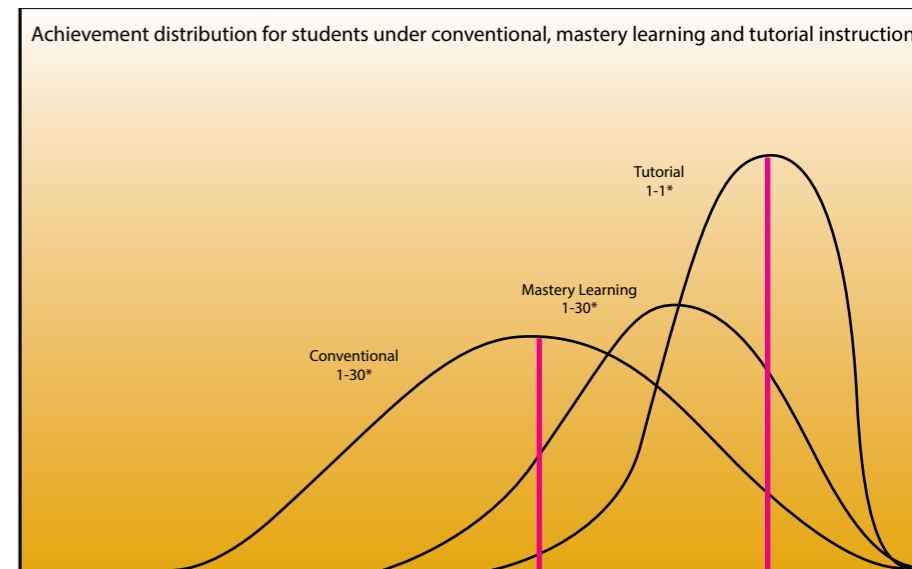 Achievement distribution for students under conventional, mastery learning and tutorial instruction
Tutorial
1-1*
Mastery Learning
1-30*
Conventional
1-30*